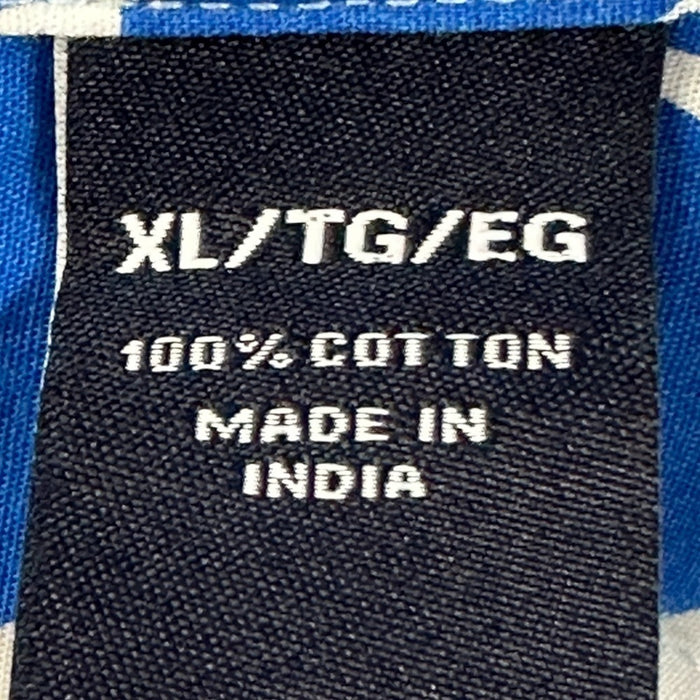 XL/TG/EG
100% COTTON
MADE IN
INDIA